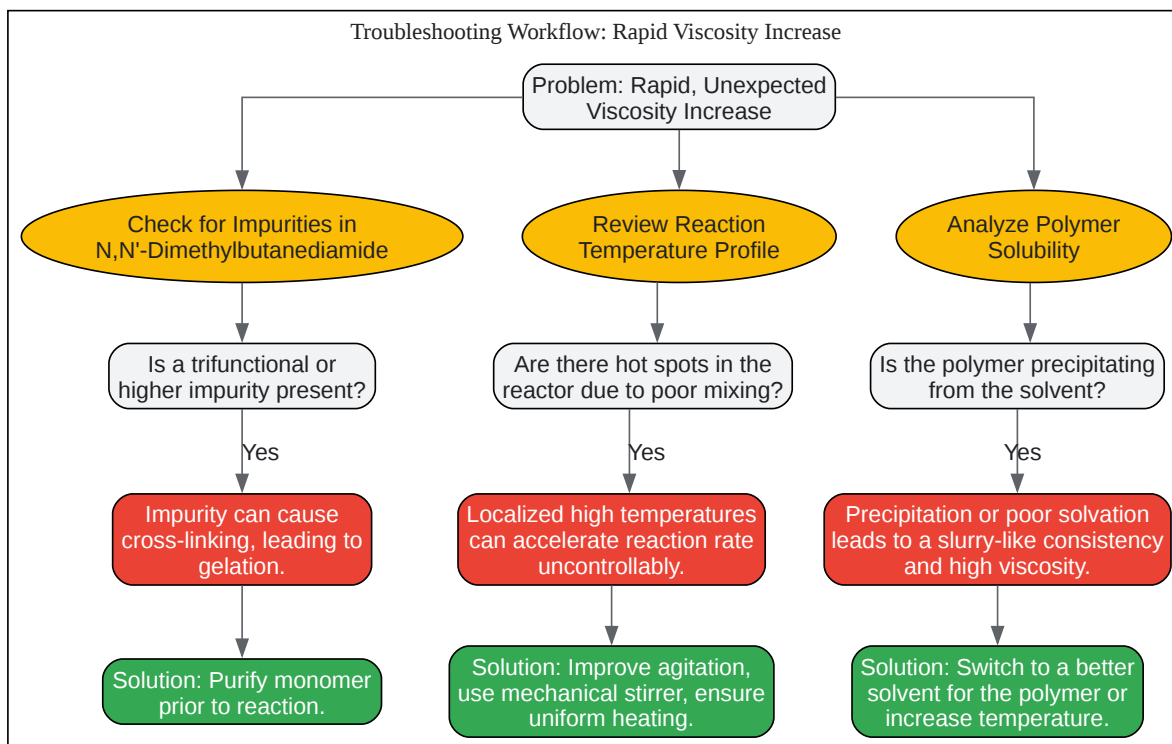 Troubleshooting Workflow: Rapid Viscosity Increase
Problem: Rapid, Unexpected
Viscosity Increase
Check for Impurities in
N,N'-Dimethylbutanediamide
Review Reaction
Temperature Profile
Analyze Polymer
Solubility
Is a trifunctional or
higher impurity present?
Are there hot spots in the
reactor due to poor mixing?
Is the polymer precipitating
from the solvent?
Yes
Yes
Yes
Impurity can cause
cross-linking, leading to
gelation.
Localized high temperatures
can accelerate reaction rate
uncontrollably.
Precipitation or poor solvation
leads to a slurry-like consistency
and high viscosity.
Solution: Purify monomer
prior to reaction.
Solution: Improve agitation,
use mechanical stirrer, ensure
uniform heating.
Solution: Switch to a better
solvent for the polymer or
increase temperature.